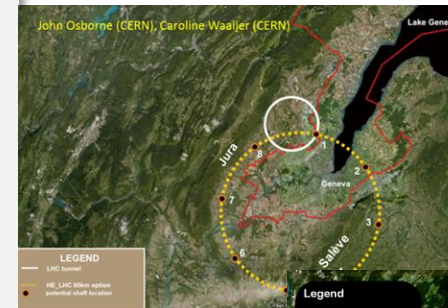 John Osborne (CERN), Caroline Waaijer (CERN)
Lake Gene
Jura
8
1
2
Geneva
7
3
Salève
6
LEGEND
LHC tunnel
HE_LHC 80km option
potential shaft location
Legend